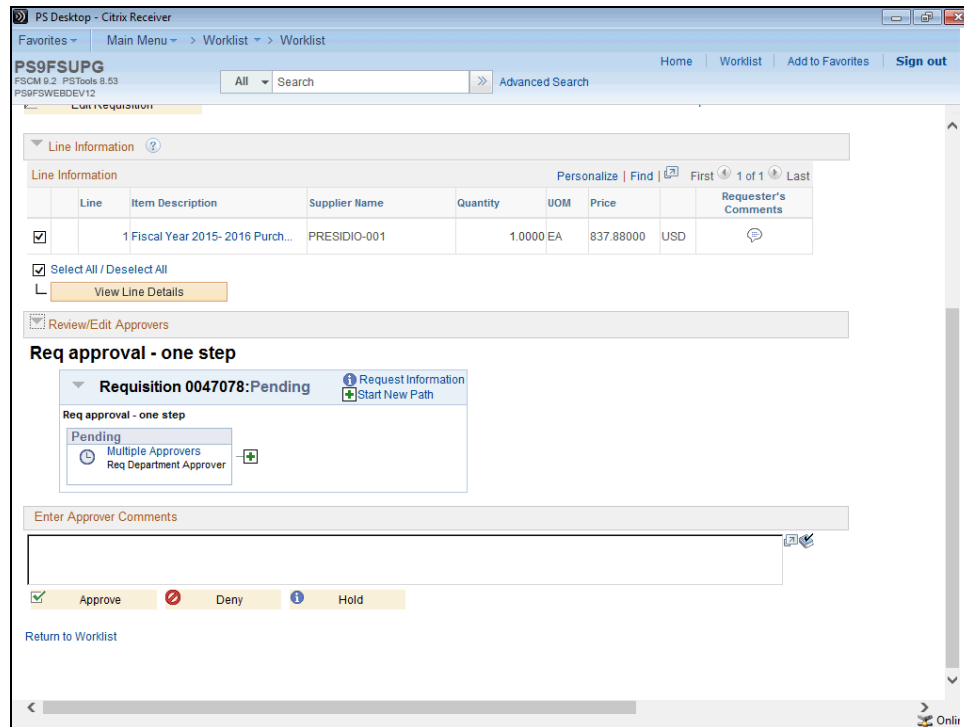 PS Desktop - Citrix Receiver
Favorites Main Menu > Worklist > Worklist
PS9FSUPG
FSCM 9.2 PSTools 8.53
PS9FSWEBDEV12
Home Worklist Add to Favorites Sign out
All Search Advanced Search
Edit Requisition
Line Information
Line Information Personalize | Find | First 1 of 1 Last
Line Item Description Supplier Name Quantity UOM Price Requester's Comments
1 Fiscal Year 2015- 2016 Purch... PRESIDIO-001 1.0000 EA 837.88000 USD
Select All / Deselect All
View Line Details
Review/Edit Approvers
Req approval - one step
Requisition 0047078:Pending Request Information
Start New Path
Req approval - one step
Pending
Multiple Approvers
Req Department Approver
Enter Approver Comments
Approve Deny Hold
Return to Worklist
Onlin